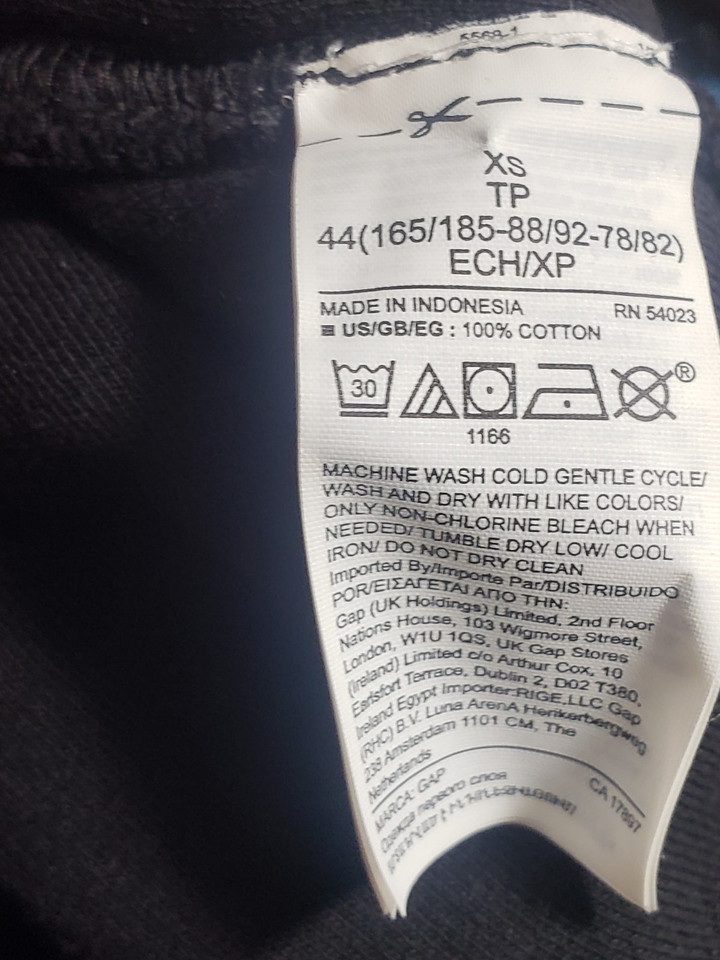 5569-1
XS
TP
44(165/185-88/92-78/82)
ECH/XP
MADE IN INDONESIA RN 54023
US/GB/EG : 100% COTTON
30 ®
1166
MACHINE WASH COLD GENTLE CYCLE/
WASH AND DRY WITH LIKE COLORS/
ONLY NON-CHLORINE BLEACH WHEN
NEEDED/ TUMBLE DRY LOW/ COOL
IRON/ DO NOT DRY CLEAN
Imported By/Importe Par/DISTRIBUIDO
POR/ΕΙΣΑΓΕΤΑΙ ΑΠΟ ΤΗΝ:
Gap (UK Holdings) Limited, 2nd Floor
Nations House, 103 Wigmore Street,
London, W1U 1QS, UK Gap Stores
(Ireland) Limited c/o Arthur Cox, 10
Earlsfort Terrace, Dublin 2, D02 T380,
Ireland Egypt Importer:RIGE,LLC Gap
(RHC) B.V. Luna ArenA Herikerbergweg
238 Amsterdam 1101 CM, The
Netherlands
MARCA: GAP CA 17897
Одежда первого слоя